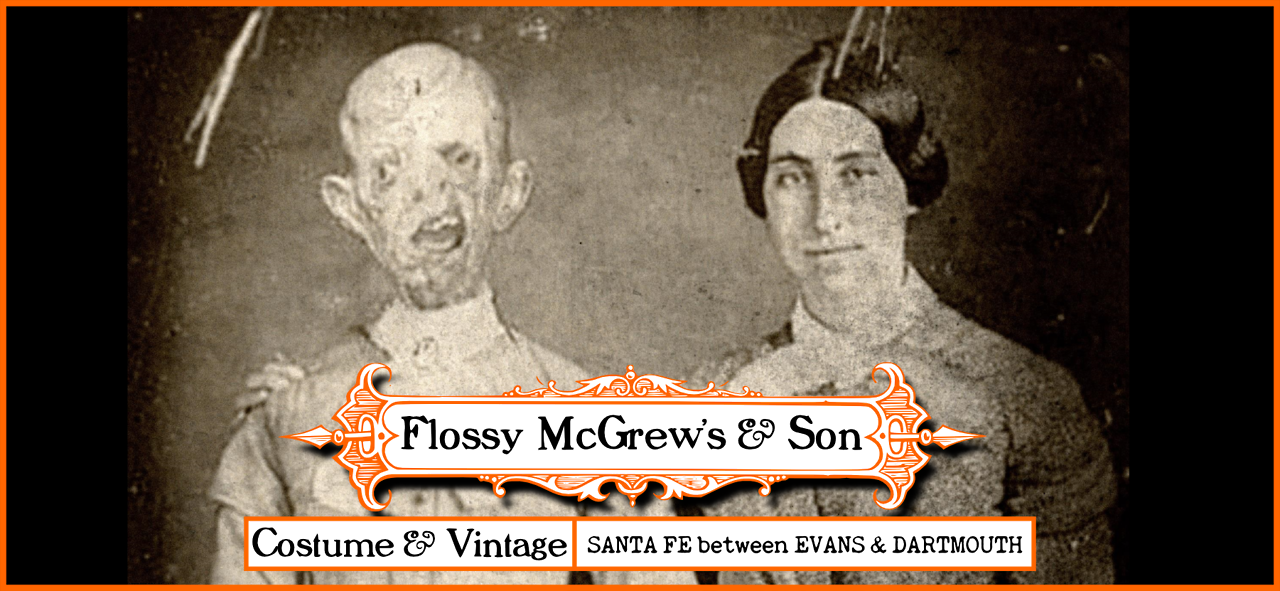 Flossy McGrew's & Son
Costume & Vintage
SANTA FE between EVANS & DARTMOUTH